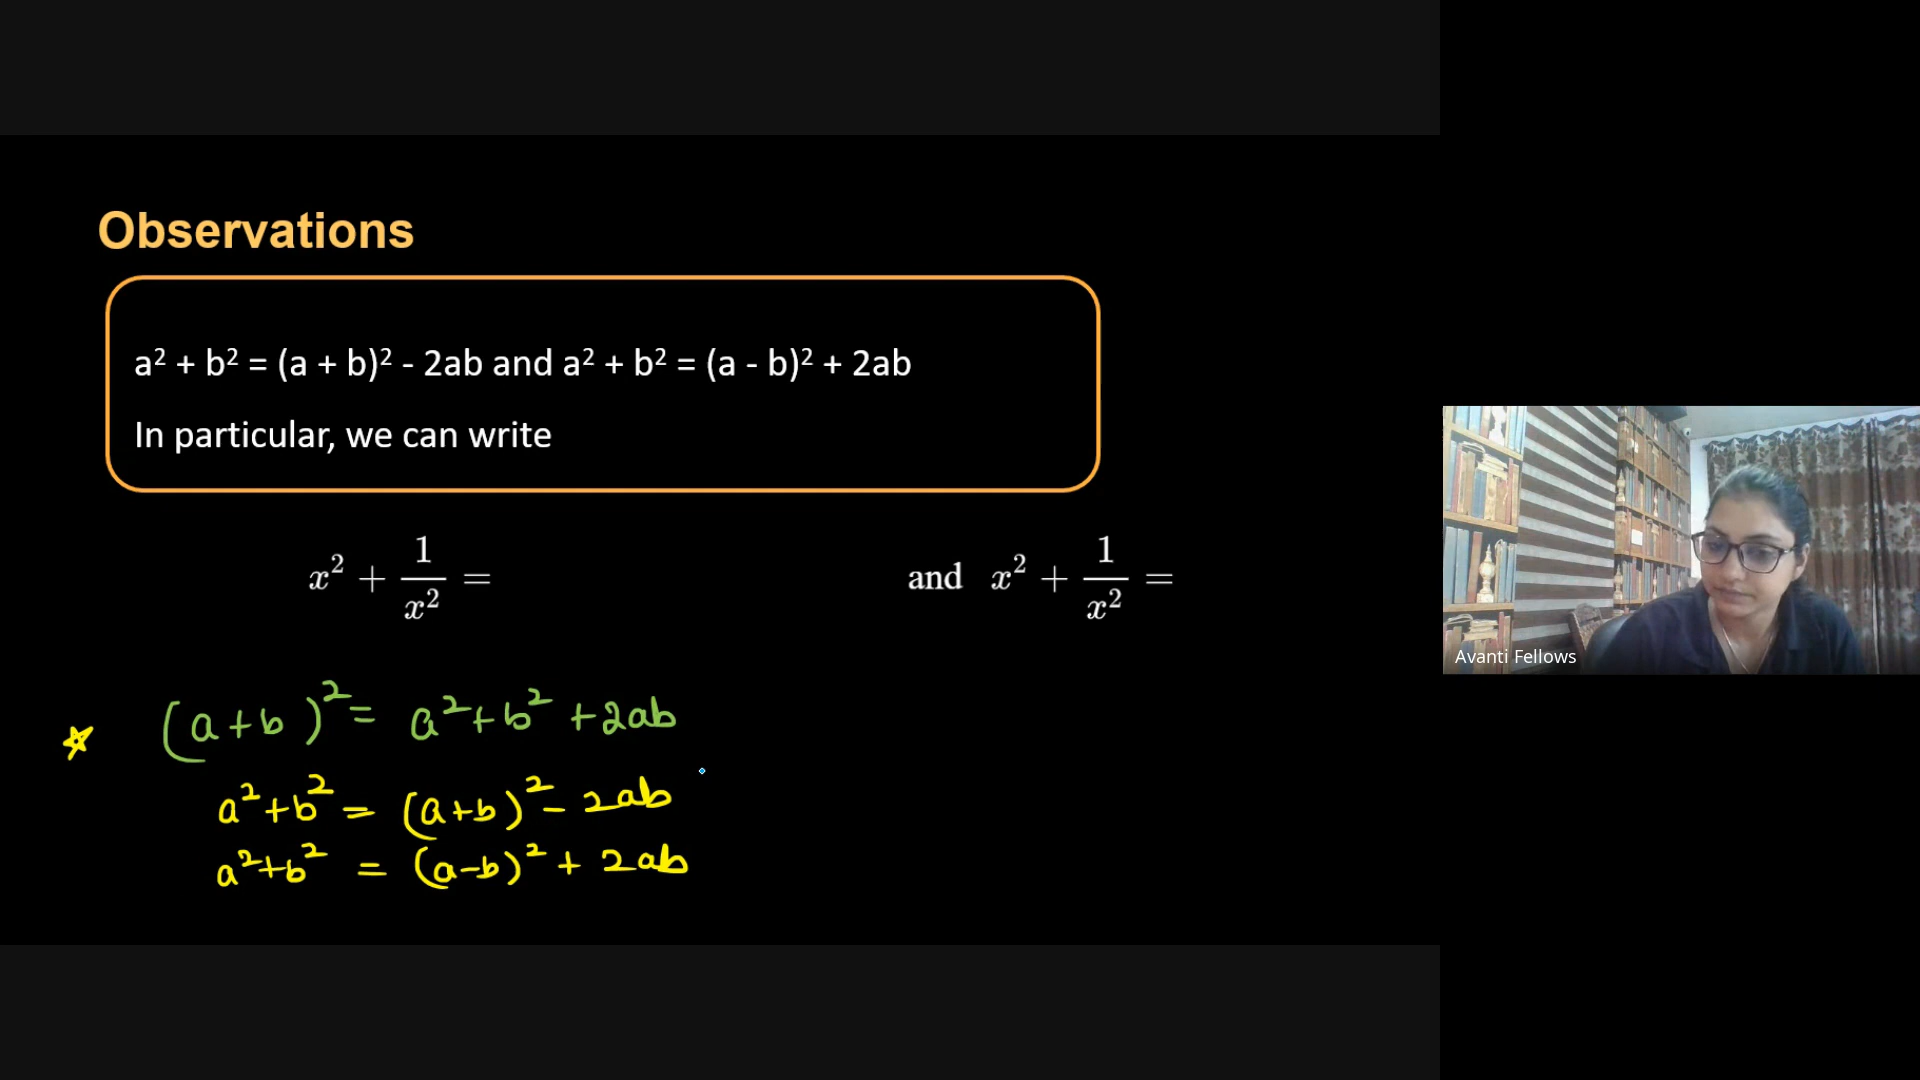 Observations
a² + b² = (a + b)² - 2ab and a² + b² = (a - b)² + 2ab
In particular, we can write
x² + 1/x² = and x² + 1/x² =
(a+b)² = a²+b² +2ab
a²+b² = (a+b)² - 2ab
a²+b² = (a-b)² + 2ab
Avanti Fellows